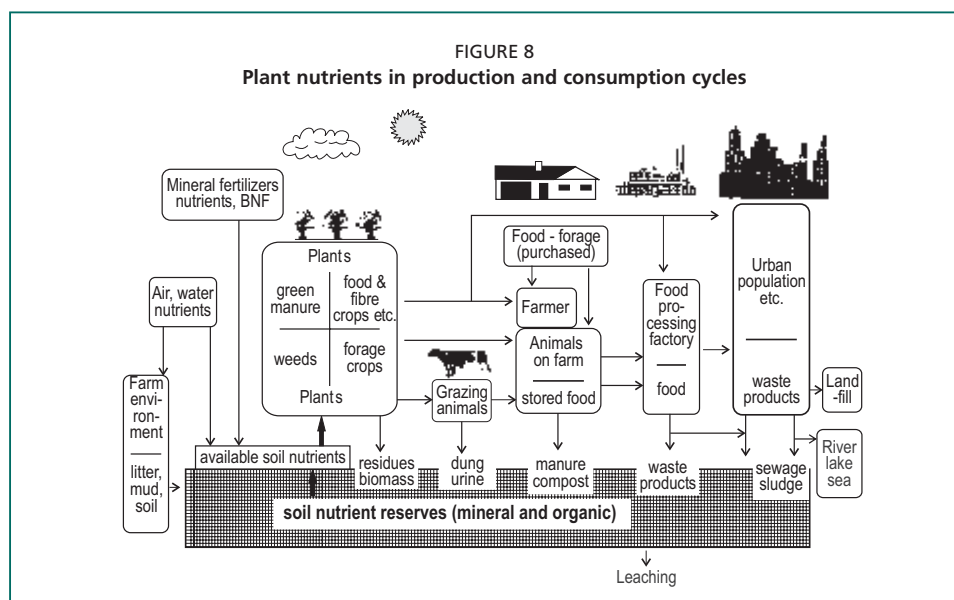 FIGURE 8
Plant nutrients in production and consumption cycles
Mineral fertilizers
nutrients, BNF
Air, water
nutrients
Farm
envi-
ron-
ment
litter,
mud,
soil
Plants
green
manure
food &
fibre
crops etc.
weeds
forage
crops
Plants
Food - forage
(purchased)
Farmer
Animals
on farm
stored food
Grazing
animals
Food
pro-
cessing
factory
food
Urban
population
etc.
waste
products
Land
-fill
River
lake
sea
available soil nutrients
residues
biomass
dung
urine
manure
compost
waste
products
sewage
sludge
soil nutrient reserves (mineral and organic)
Leaching